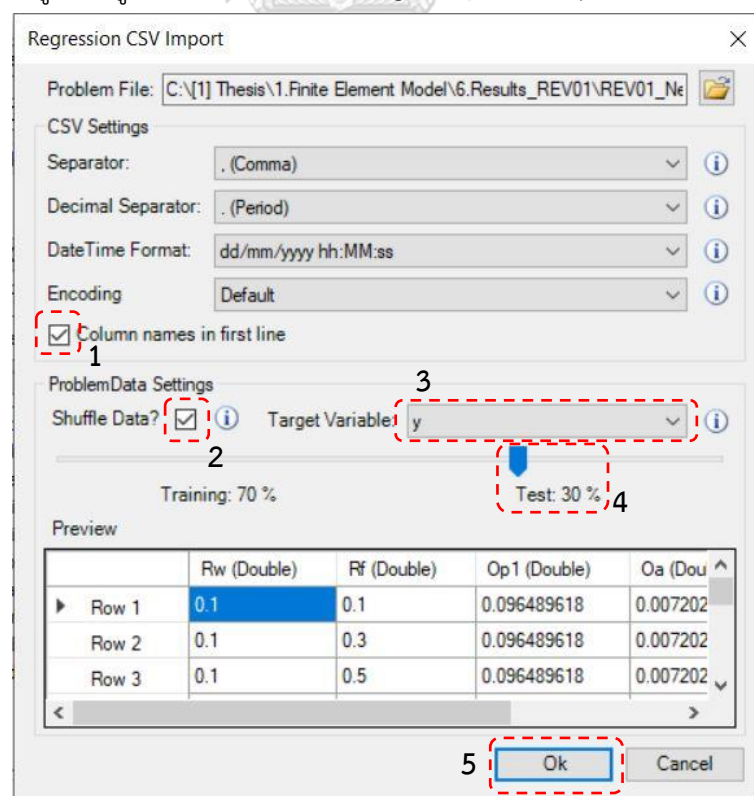 Regression CSV Import
Problem File: C:\[1] Thesis\1.Finite Element Model\6.Results_REV01\REV01_Ne
CSV Settings
Separator: , (Comma)
Decimal Separator: . (Period)
DateTime Format: dd/mm/yyyy hh:MM:ss
Encoding Default
Column names in first line
1
ProblemData Settings
3
Shuffle Data? Target Variable: y
2
Training: 70 % Test: 30 % 4
Preview
Rw (Double) Rf (Double) Op1 (Double) Oa (Dou
Row 1 0.1 0.1 0.096489618 0.007202
Row 2 0.1 0.3 0.096489618 0.007202
Row 3 0.1 0.5 0.096489618 0.007202
5 Ok Cancel